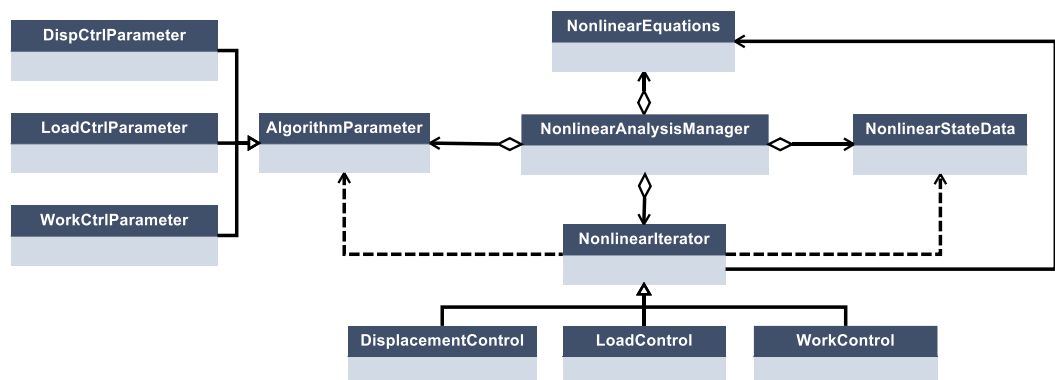 NonlinearEquations
DispCtrlParameter
LoadCtrlParameter
AlgorithmParameter
NonlinearAnalysisManager
NonlinearStateData
WorkCtrlParameter
NonlinearIterator
DisplacementControl
LoadControl
WorkControl